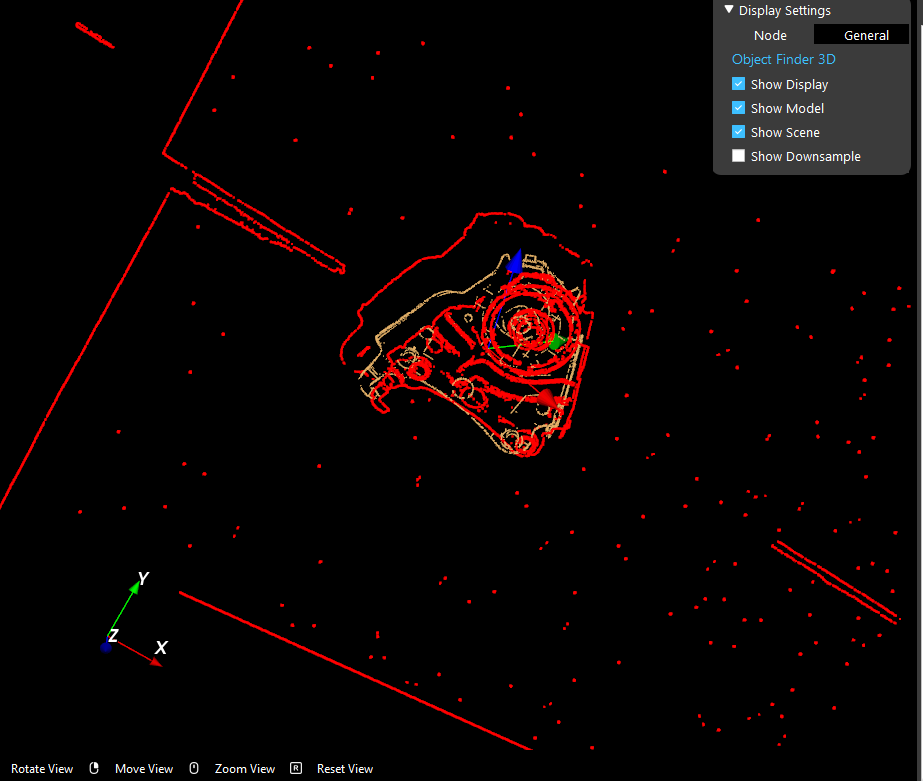 Display Settings
Node General
Object Finder 3D
Show Display
Show Model
Show Scene
Show Downsample
Y
Z
X
Rotate View Move View Zoom View R Reset View